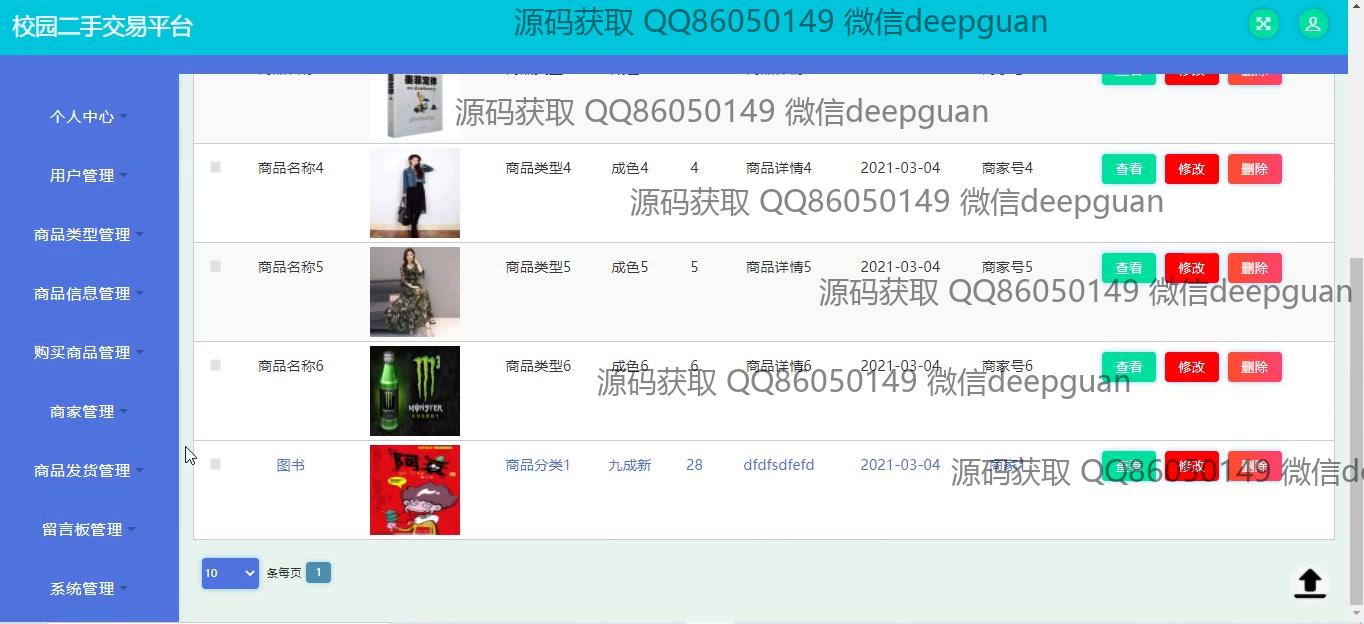 校园二手交易平台
源码获取 QQ86050149 微信deepguan
个人中心
用户管理
商品类型管理
商品信息管理
购买商品管理
商家管理
商品发货管理
留言板管理
系统管理
墨菲定律
查看 修改 删除
源码获取 QQ86050149 微信deepguan
商品名称4 商品类型4 成色4 4 商品详情4 2021-03-04 商家号4 查看 修改 删除
源码获取 QQ86050149 微信deepguan
商品名称5 商品类型5 成色5 5 商品详情5 2021-03-04 商家号5 查看 修改 删除
源码获取 QQ86050149 微信deepguan
商品名称6 商品类型6 成色6 6 商品详情6 2021-03-04 商家号6 查看 修改 删除
源码获取 QQ86050149 微信deepguan
MONSTER
ENERGY
图书 商品分类1 九成新 28 dfdfsdfefd 2021-03-04 商家1 查看 修改 删除
源码获取 QQ86050149 微信de
10 条每页 1